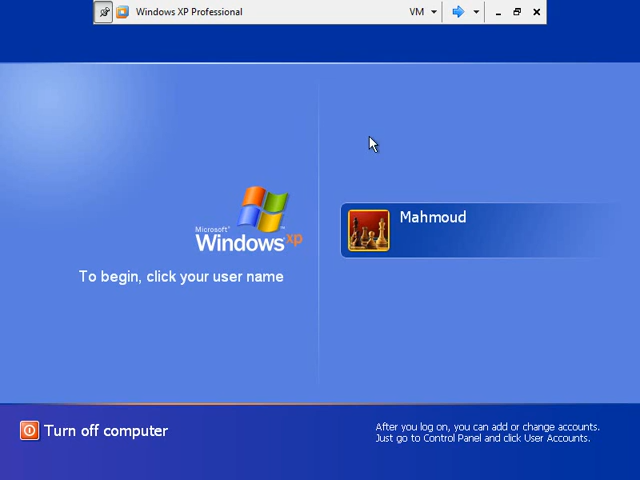 Windows XP Professional
VM
Mahmoud
Microsoft
Windows xp
To begin, click your user name
Turn off computer
After you log on, you can add or change accounts.
Just go to Control Panel and click User Accounts.